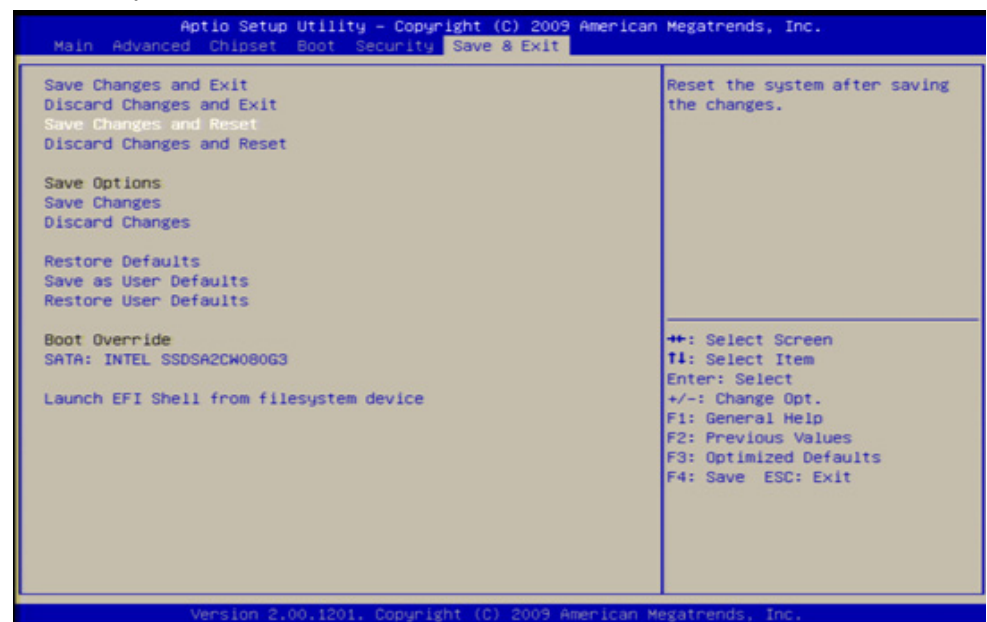 Aptio Setup Utility – Copyright (C) 2009 American Megatrends, Inc.
Main Advanced Chipset Boot Security Save & Exit
Save Changes and Exit
Discard Changes and Exit
Save Changes and Reset
Discard Changes and Reset
Save Options
Save Changes
Discard Changes
Restore Defaults
Save as User Defaults
Restore User Defaults
Boot Override
SATA: INTEL SSDSA2CW080G3
Launch EFI Shell from filesystem device
Reset the system after saving
the changes.
→←: Select Screen
↑↓: Select Item
Enter: Select
+/-: Change Opt.
F1: General Help
F2: Previous Values
F3: Optimized Defaults
F4: Save ESC: Exit
Version 2.00.1201. Copyright (C) 2009 American Megatrends, Inc.